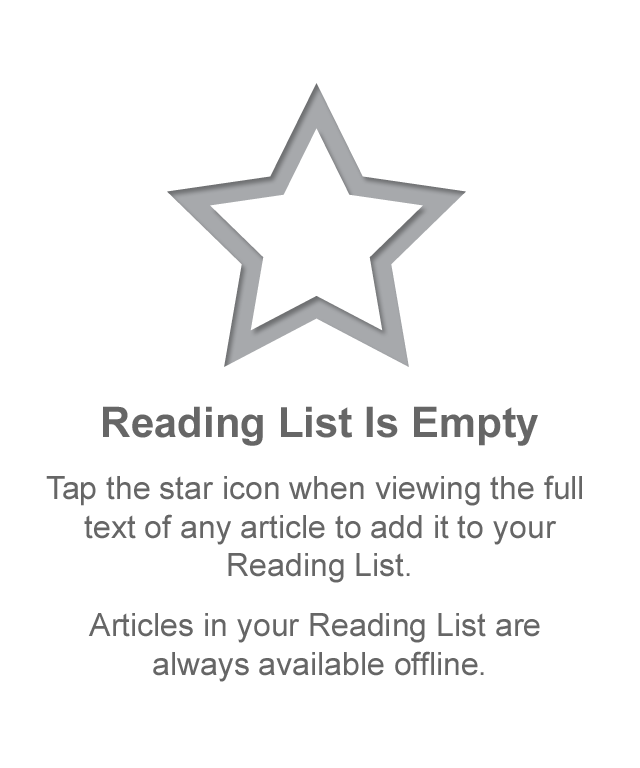 Reading List Is Empty
Tap the star icon when viewing the full
text of any article to add it to your
Reading List.
Articles in your Reading List are
always available offline.